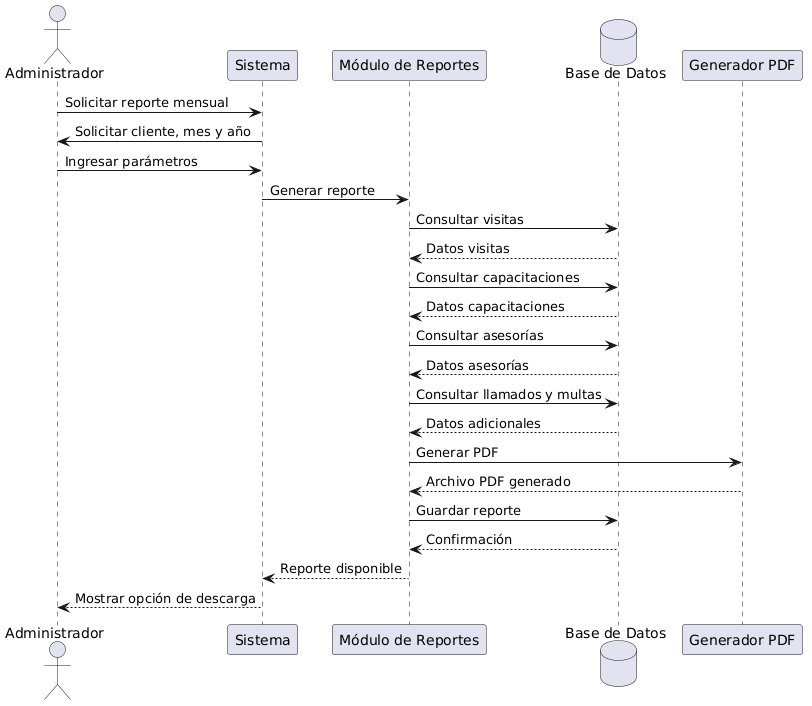 Administrador
Sistema
Módulo de Reportes
Base de Datos
Generador PDF
Solicitar reporte mensual
Solicitar cliente, mes y año
Ingresar parámetros
Generar reporte
Consultar visitas
Datos visitas
Consultar capacitaciones
Datos capacitaciones
Consultar asesorías
Datos asesorías
Consultar llamados y multas
Datos adicionales
Generar PDF
Archivo PDF generado
Guardar reporte
Confirmación
Reporte disponible
Mostrar opción de descarga
Administrador
Sistema
Módulo de Reportes
Base de Datos
Generador PDF